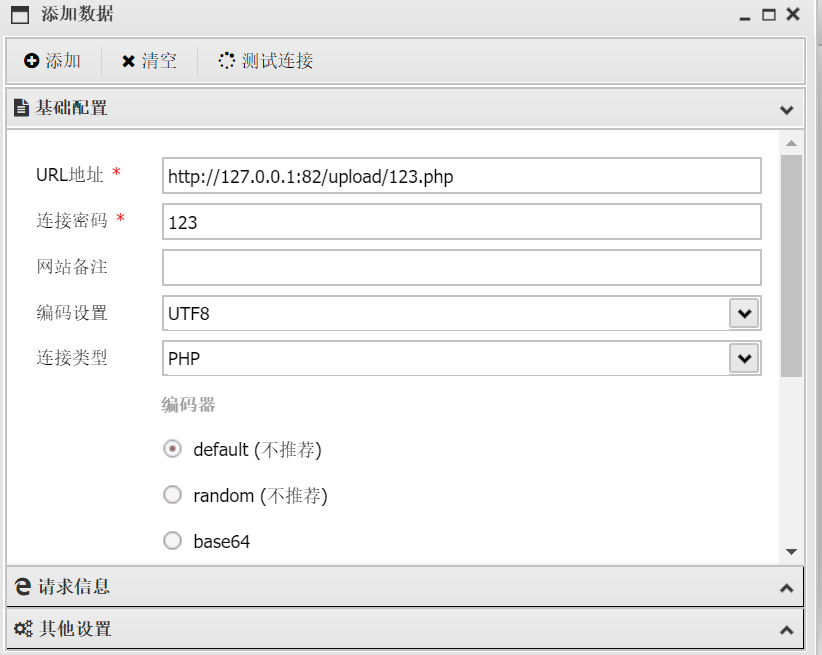 添加数据
添加 清空 测试连接
基础配置
URL地址 * http://127.0.0.1:82/upload/123.php
连接密码 * 123
网站备注
编码设置 UTF8
连接类型 PHP
编码器
default (不推荐)
random (不推荐)
base64
请求信息
其他设置